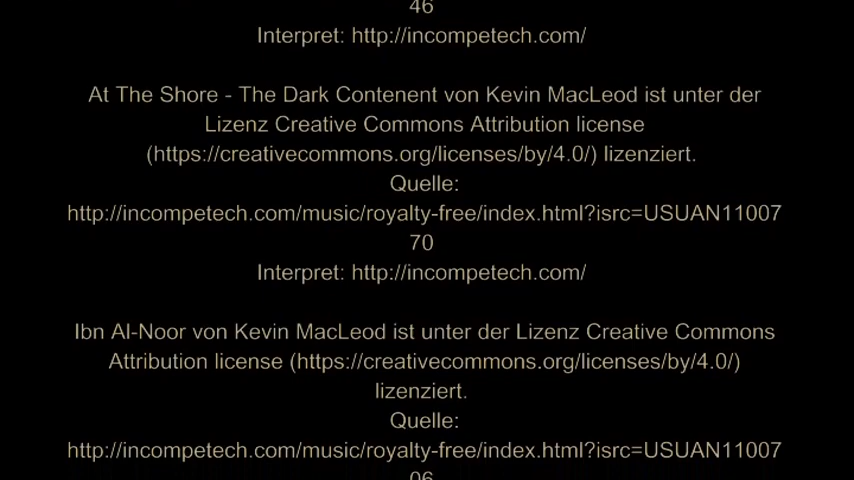 46
Interpret: http://incompetech.com/
At The Shore - The Dark Contenent von Kevin MacLeod ist unter der
Lizenz Creative Commons Attribution license
(https://creativecommons.org/licenses/by/4.0/) lizenziert.
Quelle:
http://incompetech.com/music/royalty-free/index.html?isrc=USUAN11007
70
Interpret: http://incompetech.com/
Ibn Al-Noor von Kevin MacLeod ist unter der Lizenz Creative Commons
Attribution license (https://creativecommons.org/licenses/by/4.0/)
lizenziert.
Quelle:
http://incompetech.com/music/royalty-free/index.html?isrc=USUAN11007
06